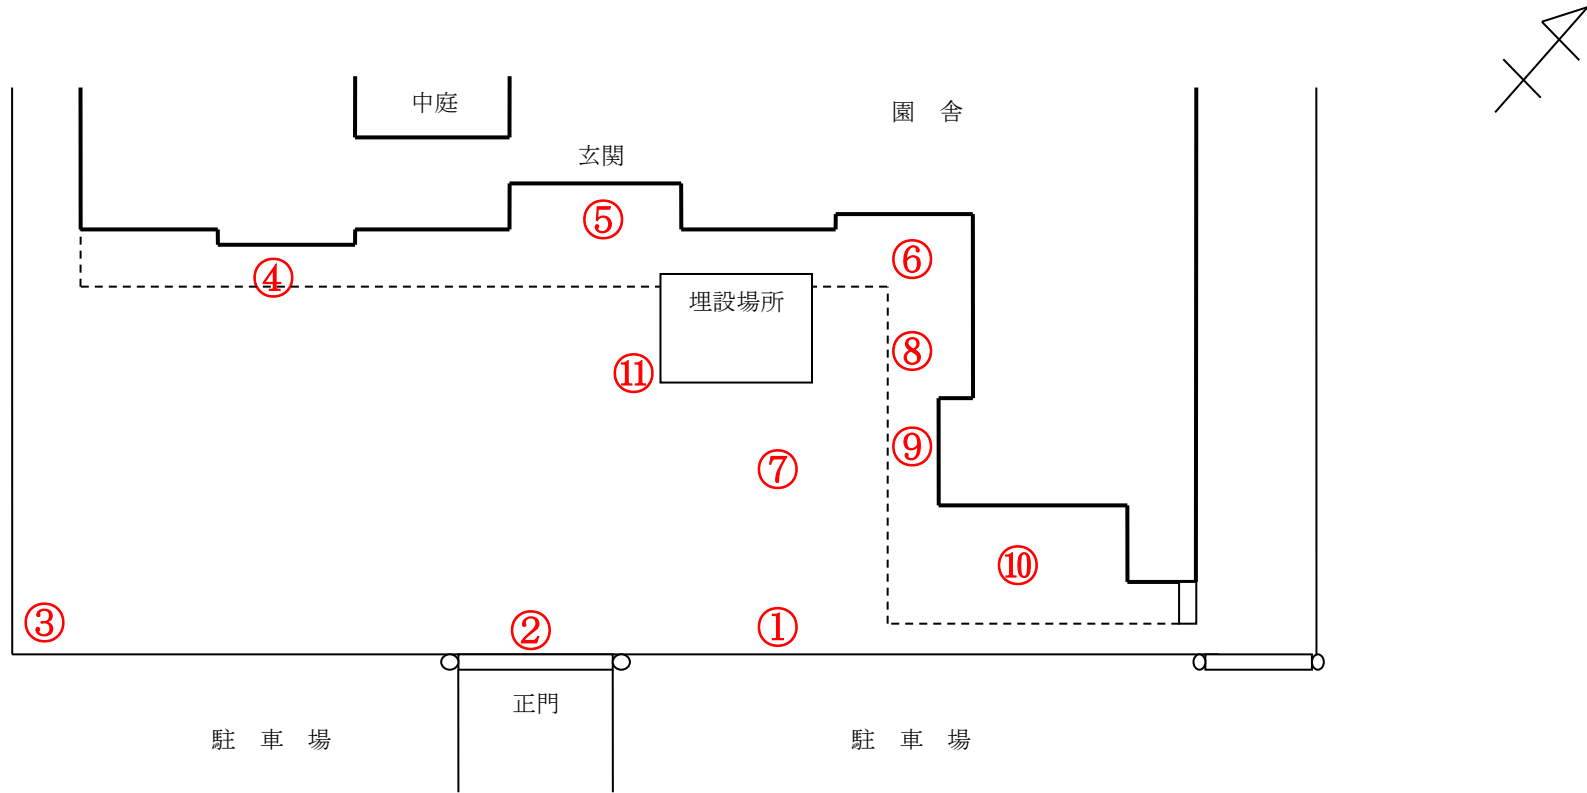 中庭
園　舎
玄関
⑤
⑥
④
埋設場所
⑧
⑪
⑨
⑦
⑩
③
②
①
正門
駐　車　場
駐　車　場